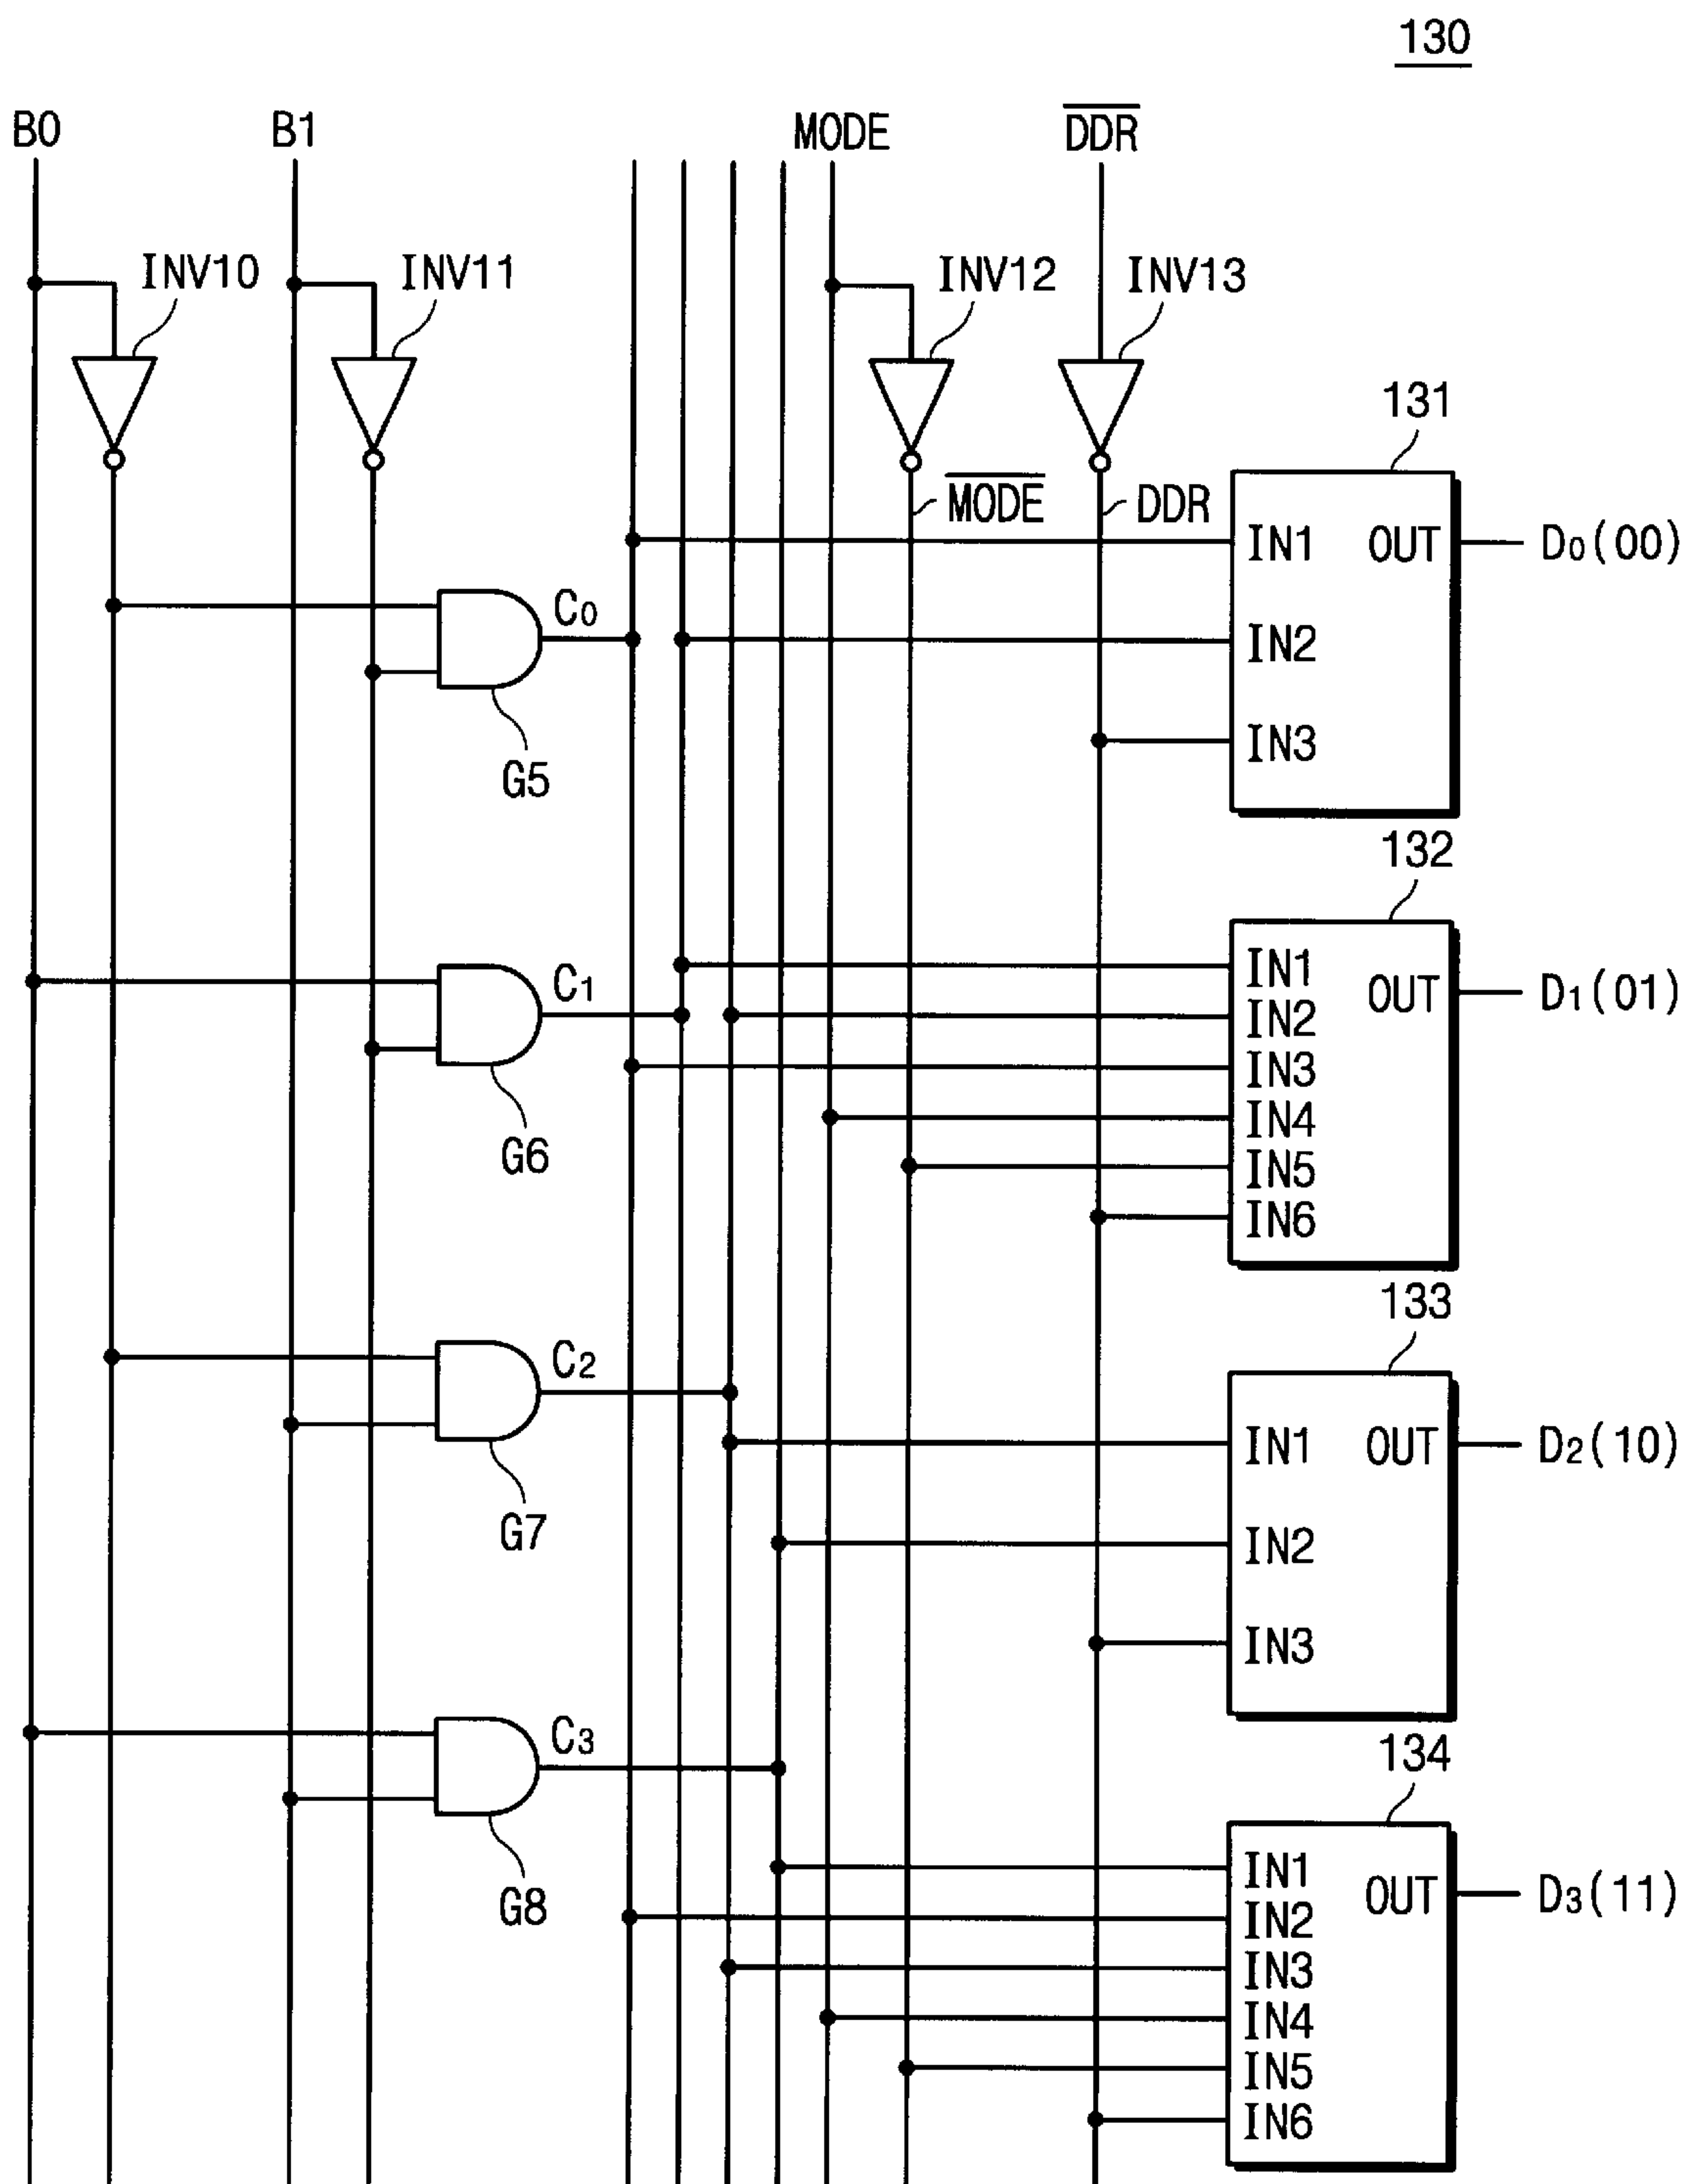 130
B0 B1 MODE D̅D̅R̅
INV10 INV11 INV12 INV13
131
M̅O̅D̅E̅ DDR
IN1 OUT D₀(00)
C₀
IN2
IN3
G5
132
IN1
C₁ OUT D₁(01)
IN2
IN3
IN4
G6
IN5
IN6
133
C₂
IN1 OUT D₂(10)
G7
IN2
IN3
C₃
134
IN1
G8 OUT D₃(11)
IN2
IN3
IN4
IN5
IN6